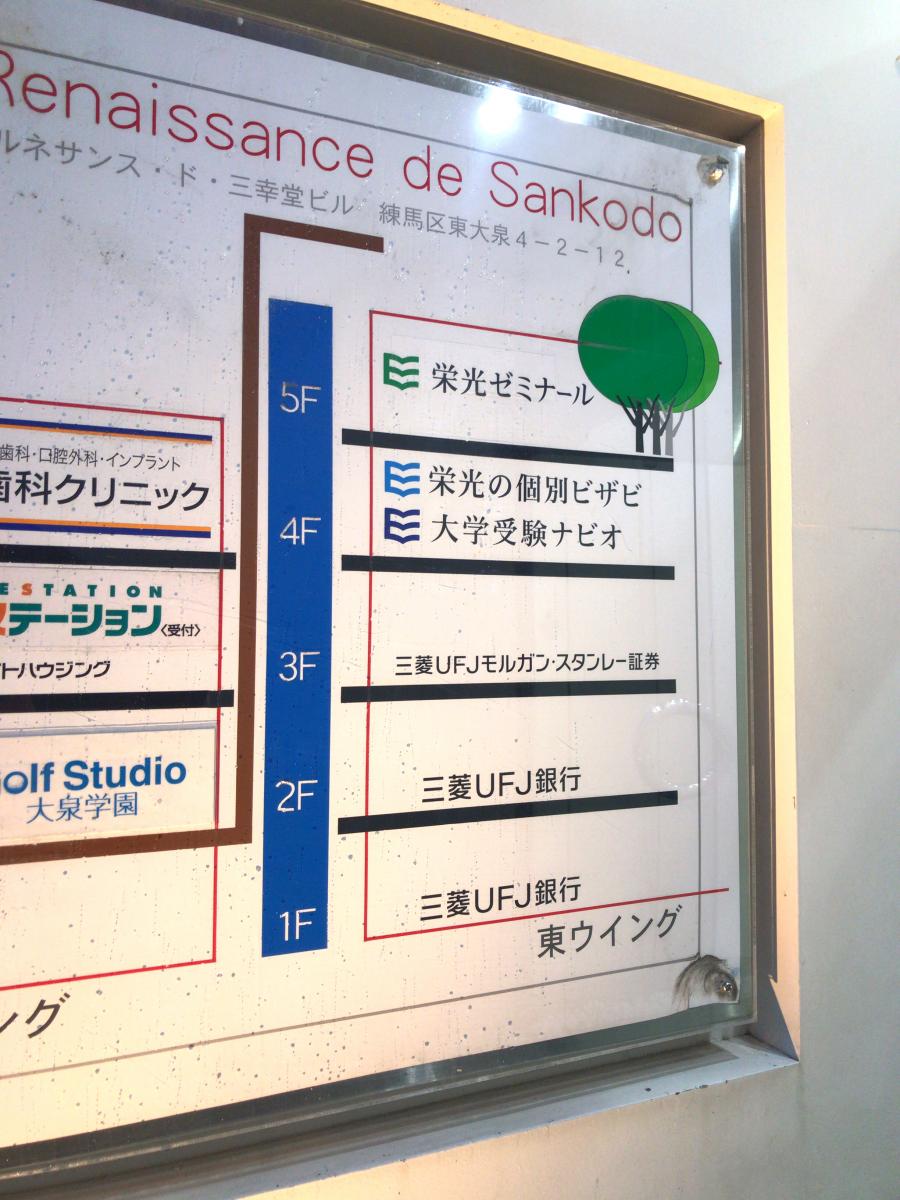 Renaissance de Sankodo
ルネサンス・ド・三幸堂ビル 練馬区東大泉4-2-12.
歯科・口腔外科・インプラント
歯科クリニック
STATION
テーション〈受付〉
トハウジング
Golf Studio
大泉学園
ング
5F
栄光ゼミナール
4F
栄光の個別ビザビ
大学受験ナビオ
3F
三菱UFJモルガン・スタンレー証券
2F
三菱UFJ銀行
1F
三菱UFJ銀行
東ウイング